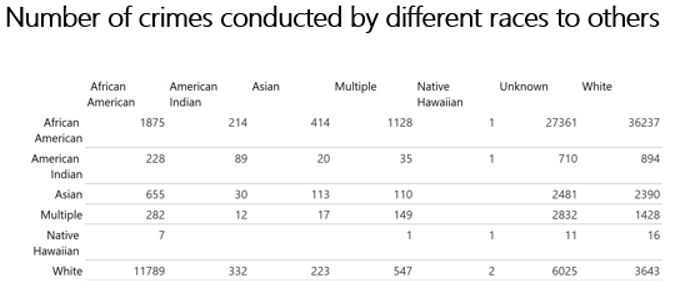 Number of crimes conducted by different races to others
African American American Indian Asian Multiple Native Hawaiian Unknown White
African American 1875 214 414 1128 1 27361 36237
American Indian 228 89 20 35 1 710 894
Asian 655 30 113 110 2481 2390
Multiple 282 12 17 149 2832 1428
Native Hawaiian 7 1 1 11 16
White 11789 332 223 547 2 6025 3643